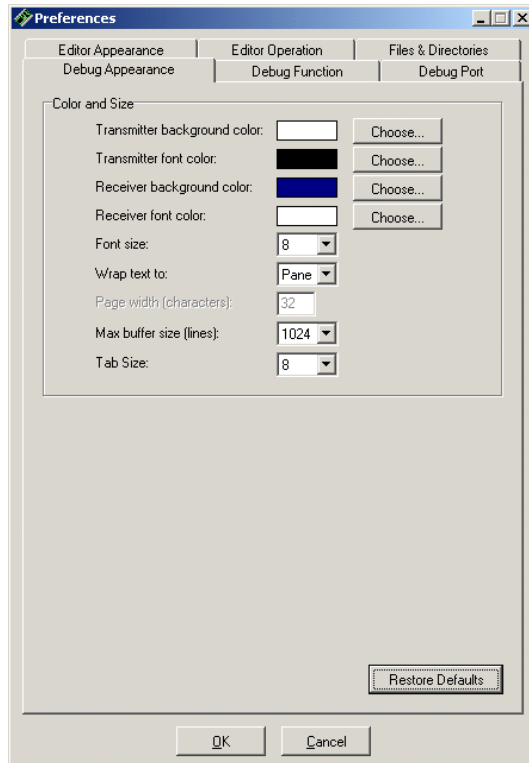 Preferences
Editor Appearance
Editor Operation
Files & Directories
Debug Appearance
Debug Function
Debug Port
Color and Size
Transmitter background color: Choose...
Transmitter font color: Choose...
Receiver background color: Choose...
Receiver font color: Choose...
Font size: 8
Wrap text to: Pane
Page width (characters): 32
Max buffer size (lines): 1024
Tab Size: 8
Restore Defaults
OK
Cancel